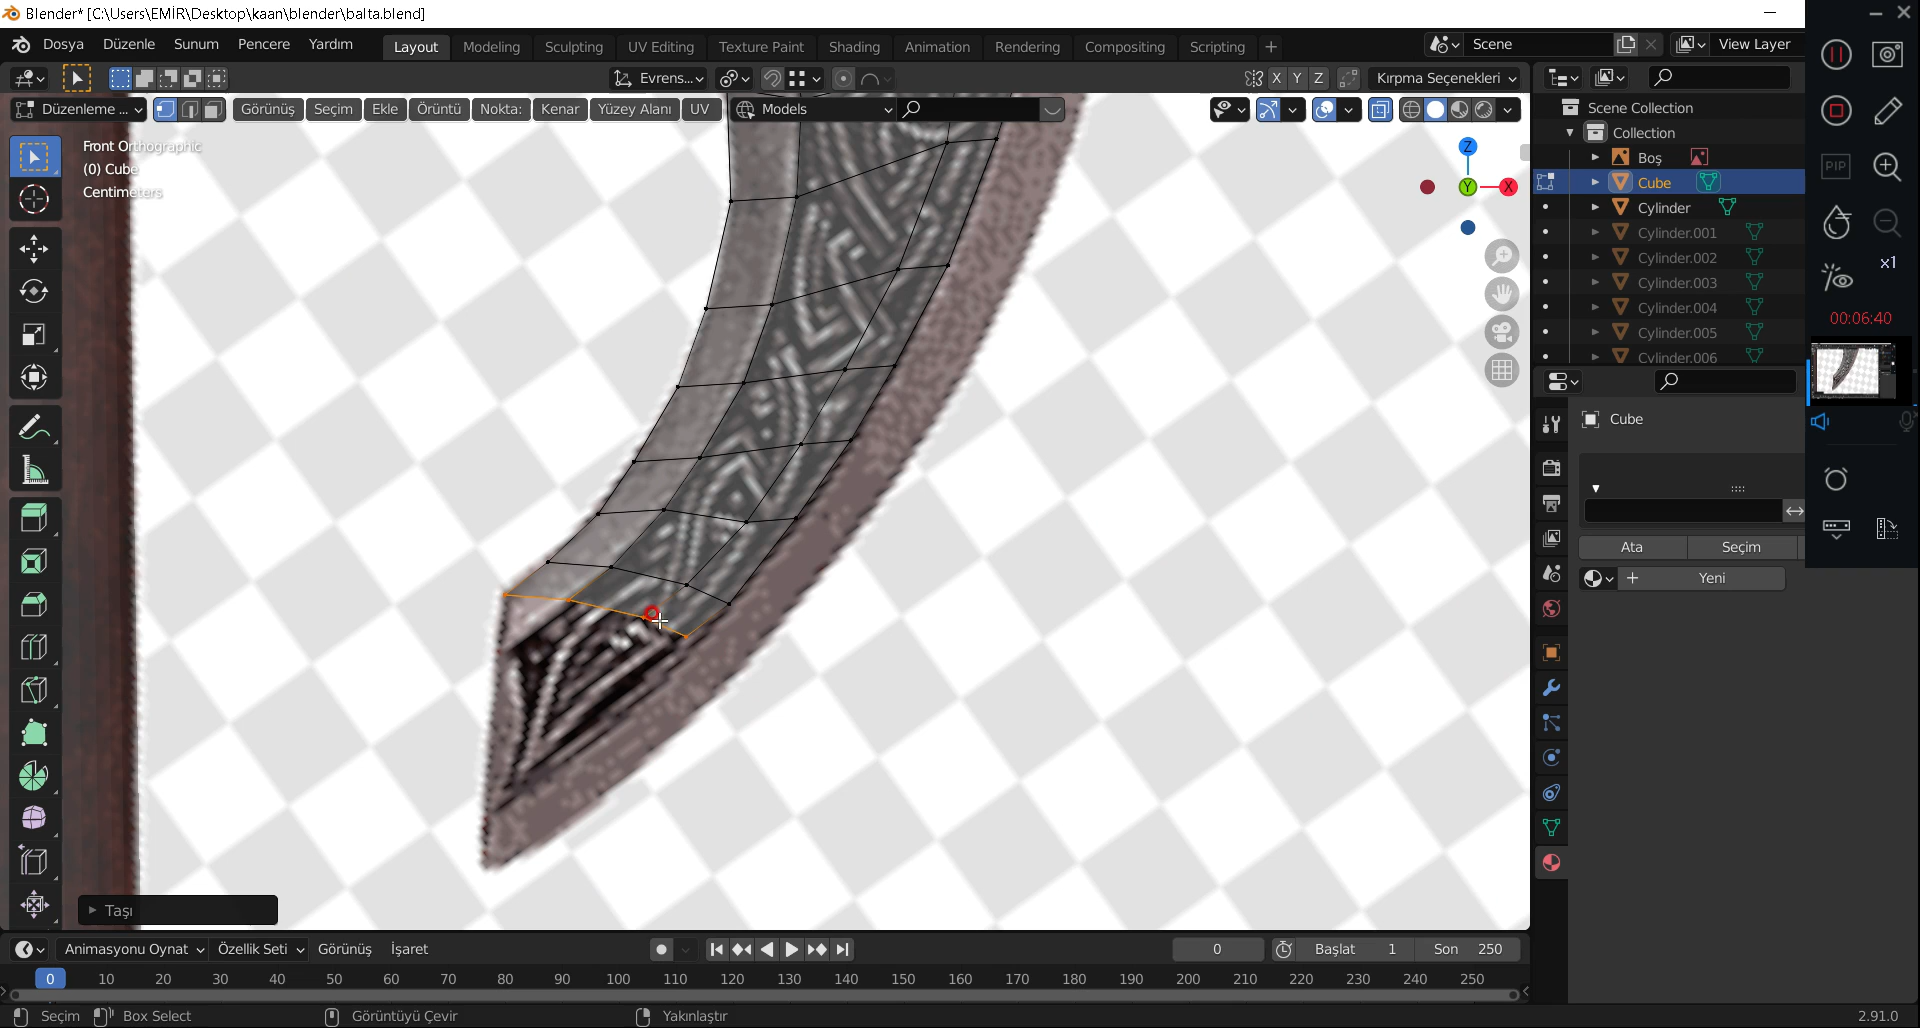 Blender* [C:\Users\EMİR\Desktop\kaan\blender\balta.blend]
Dosya Düzenle Sunum Pencere Yardım Layout Modeling Sculpting UV Editing Texture Paint Shading Animation Rendering Compositing Scripting + Scene View Layer
Evrens... X Y Z Kırpma Seçenekleri
Düzenleme ... Görünüş Seçim Ekle Örüntü Nokta: Kenar Yüzey Alanı UV Models
Front Orthographic
(0) Cube
Centimeters
Z
Y
X
Scene Collection
Collection
Boş
Cube
Cylinder
Cylinder.001
Cylinder.002
Cylinder.003
Cylinder.004
Cylinder.005
Cylinder.006
PIP
x1
00:06:40
Cube
Ata Seçim
+ Yeni
Taşı
Animasyonu Oynat Özellik Seti Görünüş İşaret 0 Başlat 1 Son 250
0 10 20 30 40 50 60 70 80 90 100 110 120 130 140 150 160 170 180 190 200 210 220 230 240 250
Seçim Box Select Görüntüyü Çevir Yakınlaştır 2.91.0